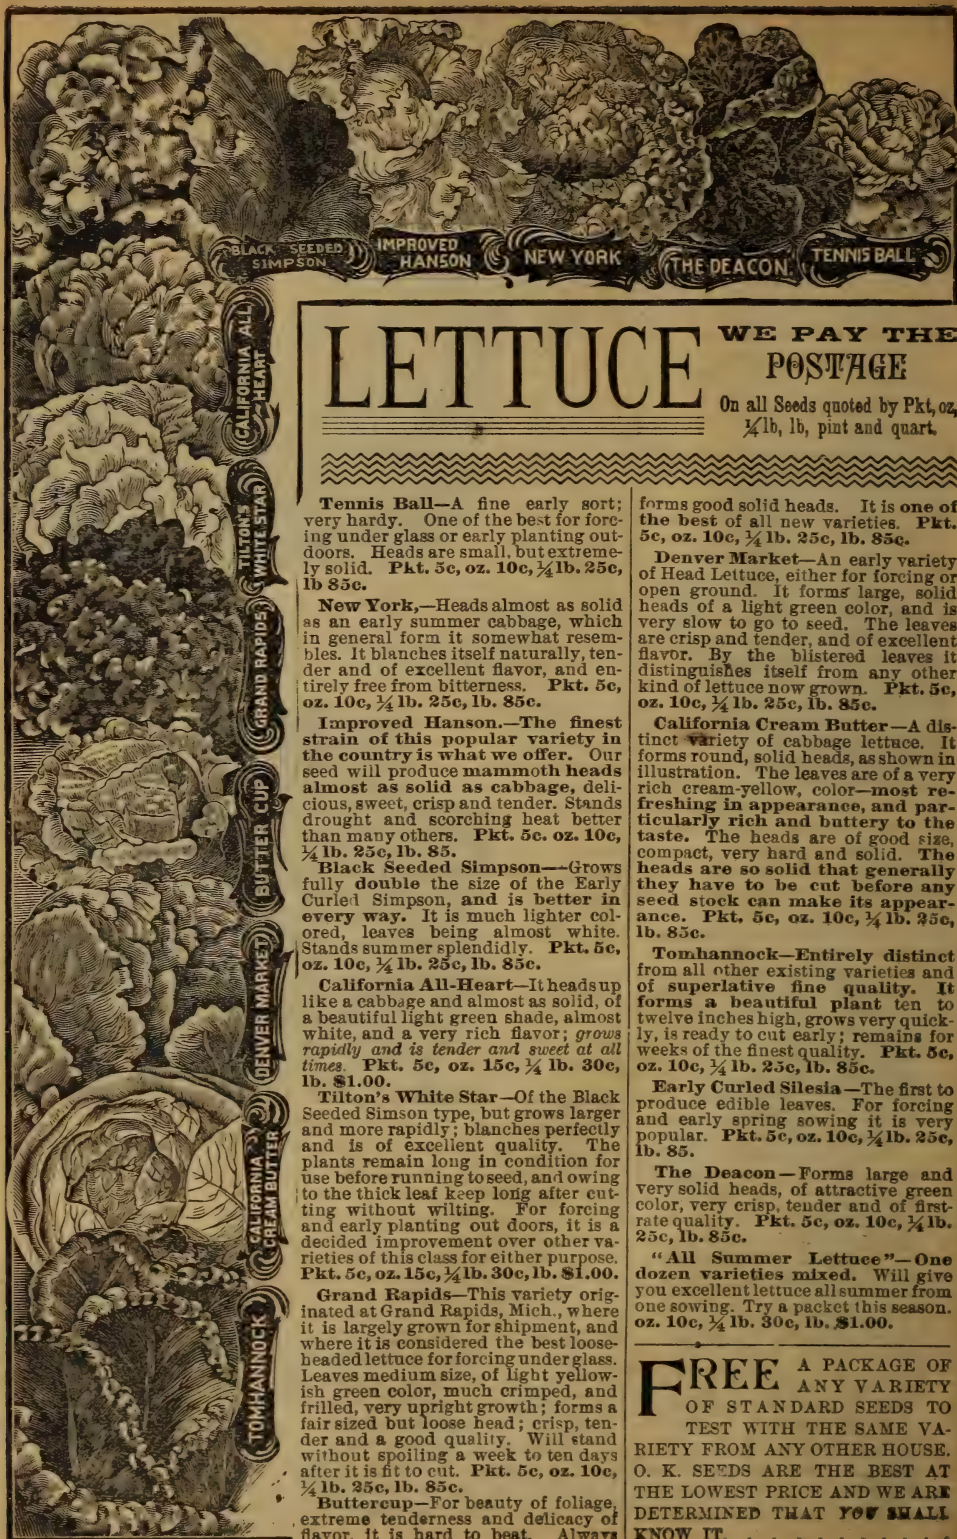 BLACK SEEDED
SIMPSON
IMPROVED
HANSON
NEW YORK
THE DEACON
TENNIS BALL
CALIFORNIA ALL
HEART
TILTON'S
WHITE STAR
GRAND RAPIDS
BUTTER CUP
DENVER MARKET
CALIFORNIA
CREAM BUTTER
TOMHANNOCK
LETTUCE
WE PAY THE
POSTAGE
On all Seeds quoted by Pkt, oz,
¼lb, lb, pint and quart.
Tennis Ball—A fine early sort;
very hardy. One of the best for forc-
ing under glass or early planting out-
doors. Heads are small, but extreme-
ly solid. Pkt. 5c, oz. 10c, ¼lb. 25c,
lb 85c.
New York,—Heads almost as solid
as an early summer cabbage, which
in general form it somewhat resem-
bles. It blanches itself naturally, ten-
der and of excellent flavor, and en-
tirely free from bitterness. Pkt. 5c,
oz. 10c, ¼ lb. 25c, lb. 85c.
Improved Hanson.—The finest
strain of this popular variety in
the country is what we offer. Our
seed will produce mammoth heads
almost as solid as cabbage, deli-
cious, sweet, crisp and tender. Stands
drought and scorching heat better
than many others. Pkt. 5c. oz. 10c,
¼ lb. 25c, lb. 85.
Black Seeded Simpson—Grows
fully double the size of the Early
Curled Simpson, and is better in
every way. It is much lighter col-
ored, leaves being almost white.
Stands summer splendidly. Pkt. 5c,
oz. 10c, ¼ lb. 25c, lb. 85c.
California All-Heart—It heads up
like a cabbage and almost as solid, of
a beautiful light green shade, almost
white, and a very rich flavor; grows
rapidly and is tender and sweet at all
times. Pkt. 5c, oz. 15c, ¼ lb. 30c,
lb. $1.00.
Tilton's White Star—Of the Black
Seeded Simson type, but grows larger
and more rapidly; blanches perfectly
and is of excellent quality. The
plants remain long in condition for
use before running to seed, and owing
to the thick leaf keep long after cut-
ting without wilting. For forcing
and early planting out doors, it is a
decided improvement over other va-
rieties of this class for either purpose.
Pkt. 5c, oz. 15c, ¼lb. 30c, lb. $1.00.
Grand Rapids—This variety orig-
inated at Grand Rapids, Mich., where
it is largely grown for shipment, and
where it is considered the best loose-
headed lettuce for forcing under glass.
Leaves medium size, of light yellow-
ish green color, much crimped, and
frilled, very upright growth; forms a
fair sized but loose head; crisp, ten-
der and a good quality. Will stand
without spoiling a week to ten days
after it is fit to cut. Pkt. 5c, oz. 10c,
¼ lb. 25c, lb. 85c.
Buttercup—For beauty of foliage,
extreme tenderness and delicacy of
flavor, it is hard to beat. Always
forms good solid heads. It is one of
the best of all new varieties. Pkt.
5c, oz. 10c, ¼ lb. 25c, lb. 85c.
Denver Market—An early variety
of Head Lettuce, either for forcing or
open ground. It forms large, solid
heads of a light green color, and is
very slow to go to seed. The leaves
are crisp and tender, and of excellent
flavor. By the blistered leaves it
distinguishes itself from any other
kind of lettuce now grown. Pkt. 5c,
oz. 10c, ¼ lb. 25c, lb. 85c.
California Cream Butter—A dis-
tinct variety of cabbage lettuce. It
forms round, solid heads, as shown in
illustration. The leaves are of a very
rich cream-yellow, color—most re-
freshing in appearance, and par-
ticularly rich and buttery to the
taste. The heads are of good size,
compact, very hard and solid. The
heads are so solid that generally
they have to be cut before any
seed stock can make its appear-
ance. Pkt, 5c, oz. 10c, ¼ lb. 25c,
lb. 85c.
Tomhannock—Entirely distinct
from all other existing varieties and
of superlative fine quality. It
forms a beautiful plant ten to
twelve inches high, grows very quick-
ly, is ready to cut early; remains for
weeks of the finest quality. Pkt. 5c,
oz. 10c, ¼ lb. 25c, lb. 85c.
Early Curled Silesia—The first to
produce edible leaves. For forcing
and early spring sowing it is very
popular. Pkt. 5c, oz. 10c, ¼lb. 25c,
lb. 85.
The Deacon—Forms large and
very solid heads, of attractive green
color, very crisp, tender and of first-
rate quality. Pkt. 5c, oz. 10c, ¼lb.
25c, lb. 85c.
"All Summer Lettuce"—One
dozen varieties mixed. Will give
you excellent lettuce all summer from
one sowing. Try a packet this season.
oz. 10c, ¼ lb. 30c, lb. $1.00.
FREE A PACKAGE OF
ANY VARIETY
OF STANDARD SEEDS TO
TEST WITH THE SAME VA-
RIETY FROM ANY OTHER HOUSE.
O. K. SEEDS ARE THE BEST AT
THE LOWEST PRICE AND WE ARE
DETERMINED THAT YOU SHALL
KNOW IT.